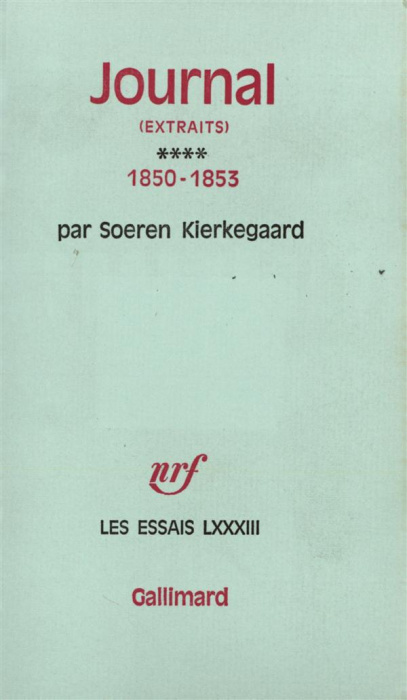 Journal
(EXTRAITS)
****
1850-1853
par Soeren Kierkegaard
nrf
LES ESSAIS LXXXIII
Gallimard